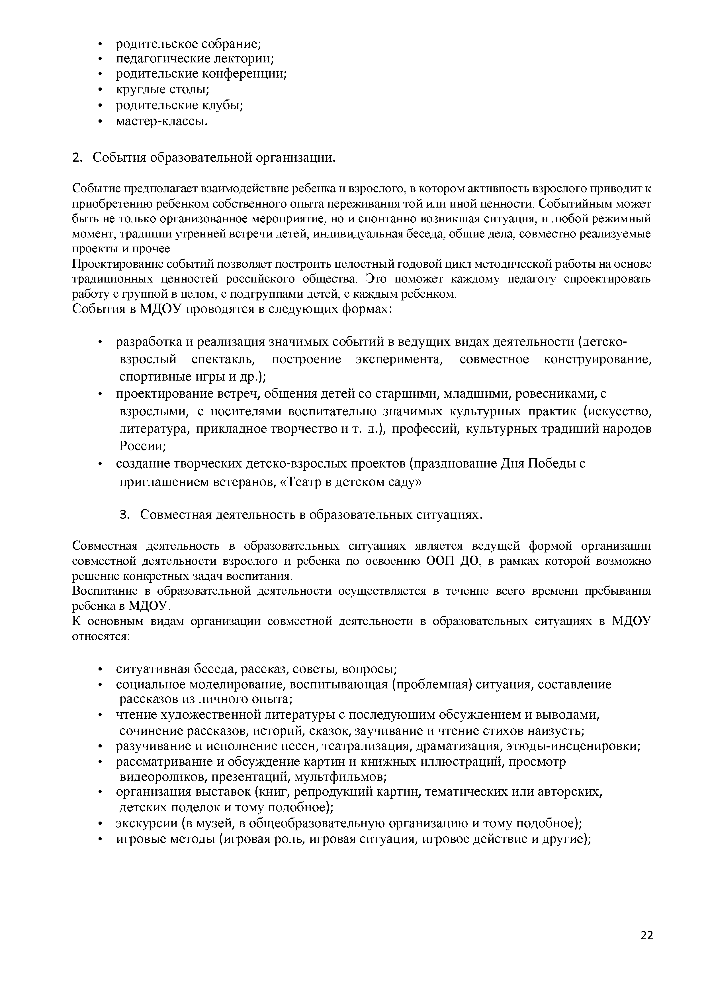 • родительское собрание;
• педагогические лектории;
• родительские конференции;
• круглые столы;
• родительские клубы;
• мастер-классы.
2. События образовательной организации.
Событие предполагает взаимодействие ребенка и взрослого, в котором активность взрослого приводит к
приобретению ребенком собственного опыта переживания той или иной ценности. Событийным может
быть не только организованное мероприятие, но и спонтанно возникшая ситуация, и любой режимный
момент, традиции утренней встречи детей, индивидуальная беседа, общие дела, совместно реализуемые
проекты и прочее.
Проектирование событий позволяет построить целостный годовой цикл методической работы на основе
традиционных ценностей российского общества. Это поможет каждому педагогу спроектировать
работу с группой в целом, с подгруппами детей, с каждым ребенком.
События в МДОУ проводятся в следующих формах:
• разработка и реализация значимых событий в ведущих видах деятельности (детско-
взрослый спектакль, построение эксперимента, совместное конструирование,
спортивные игры и др.);
• проектирование встреч, общения детей со старшими, младшими, ровесниками, с
взрослыми, с носителями воспитательно значимых культурных практик (искусство,
литература, прикладное творчество и т. д.), профессий, культурных традиций народов
России;
• создание творческих детско-взрослых проектов (празднование Дня Победы с
приглашением ветеранов, «Театр в детском саду»
3. Совместная деятельность в образовательных ситуациях.
Совместная деятельность в образовательных ситуациях является ведущей формой организации
совместной деятельности взрослого и ребенка по освоению ООП ДО, в рамках которой возможно
решение конкретных задач воспитания.
Воспитание в образовательной деятельности осуществляется в течение всего времени пребывания
ребенка в МДОУ.
К основным видам организации совместной деятельности в образовательных ситуациях в МДОУ
относятся:
• ситуативная беседа, рассказ, советы, вопросы;
• социальное моделирование, воспитывающая (проблемная) ситуация, составление
рассказов из личного опыта;
• чтение художественной литературы с последующим обсуждением и выводами,
сочинение рассказов, историй, сказок, заучивание и чтение стихов наизусть;
• разучивание и исполнение песен, театрализация, драматизация, этюды-инсценировки;
• рассматривание и обсуждение картин и книжных иллюстраций, просмотр
видеороликов, презентаций, мультфильмов;
• организация выставок (книг, репродукций картин, тематических или авторских,
детских поделок и тому подобное);
• экскурсии (в музей, в общеобразовательную организацию и тому подобное);
• игровые методы (игровая роль, игровая ситуация, игровое действие и другие);
22